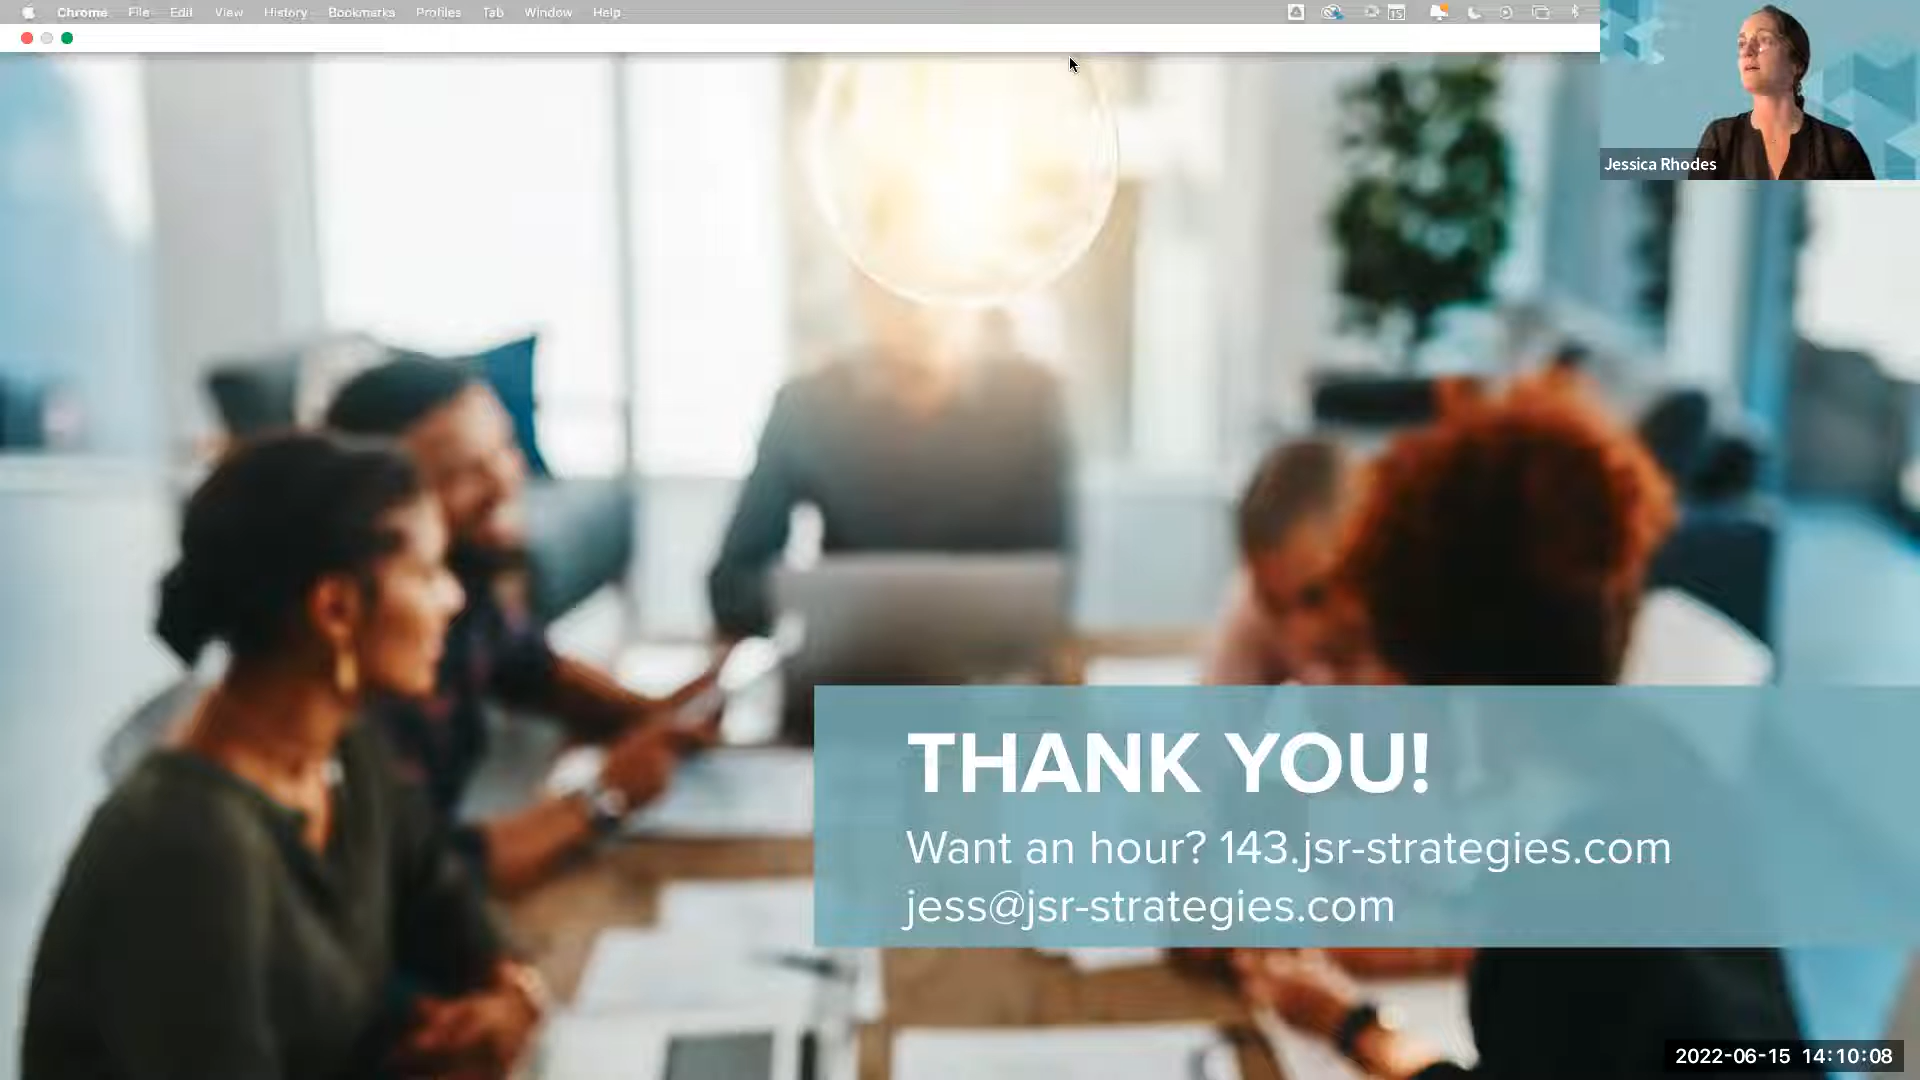 Chrome File Edit View History Bookmarks Profiles Tab Window Help
15
Jessica Rhodes
THANK YOU!
Want an hour? 143.jsr-strategies.com
jess@jsr-strategies.com
2022-06-15 14:10:08